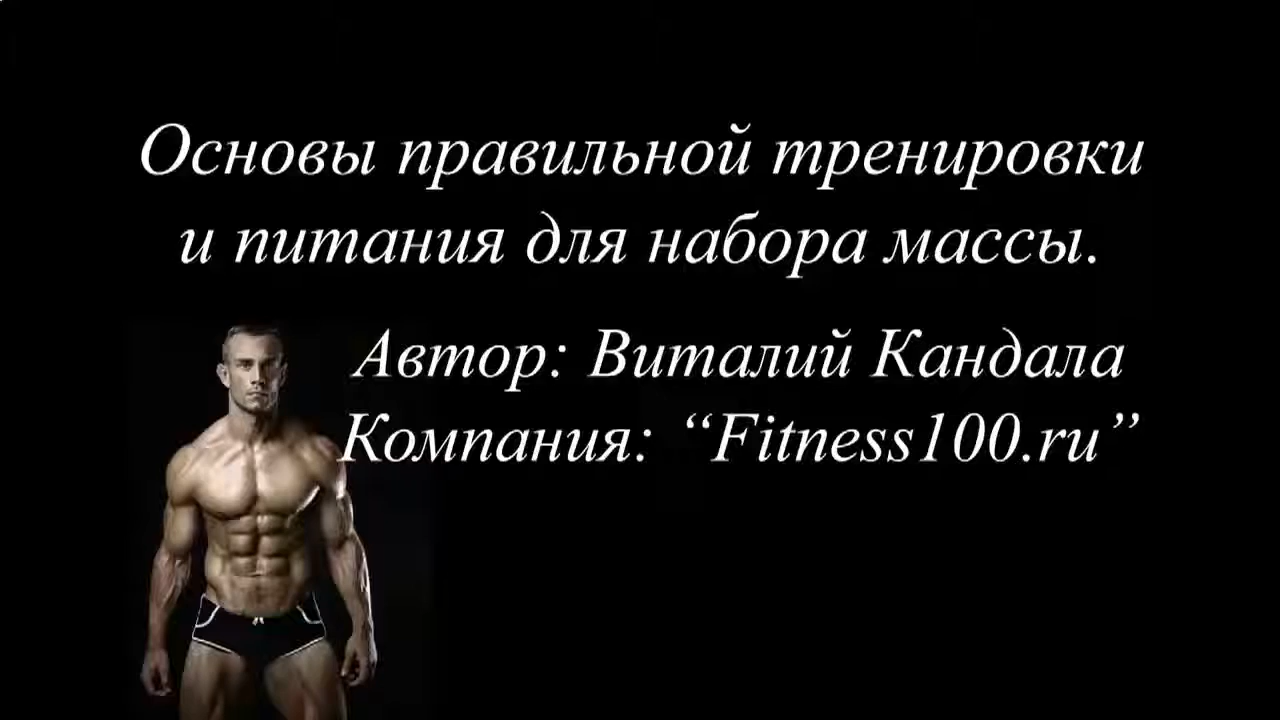 Основы правильной тренировки
и питания для набора массы.
Автор: Виталий Кандала
Компания: “Fitness100.ru”